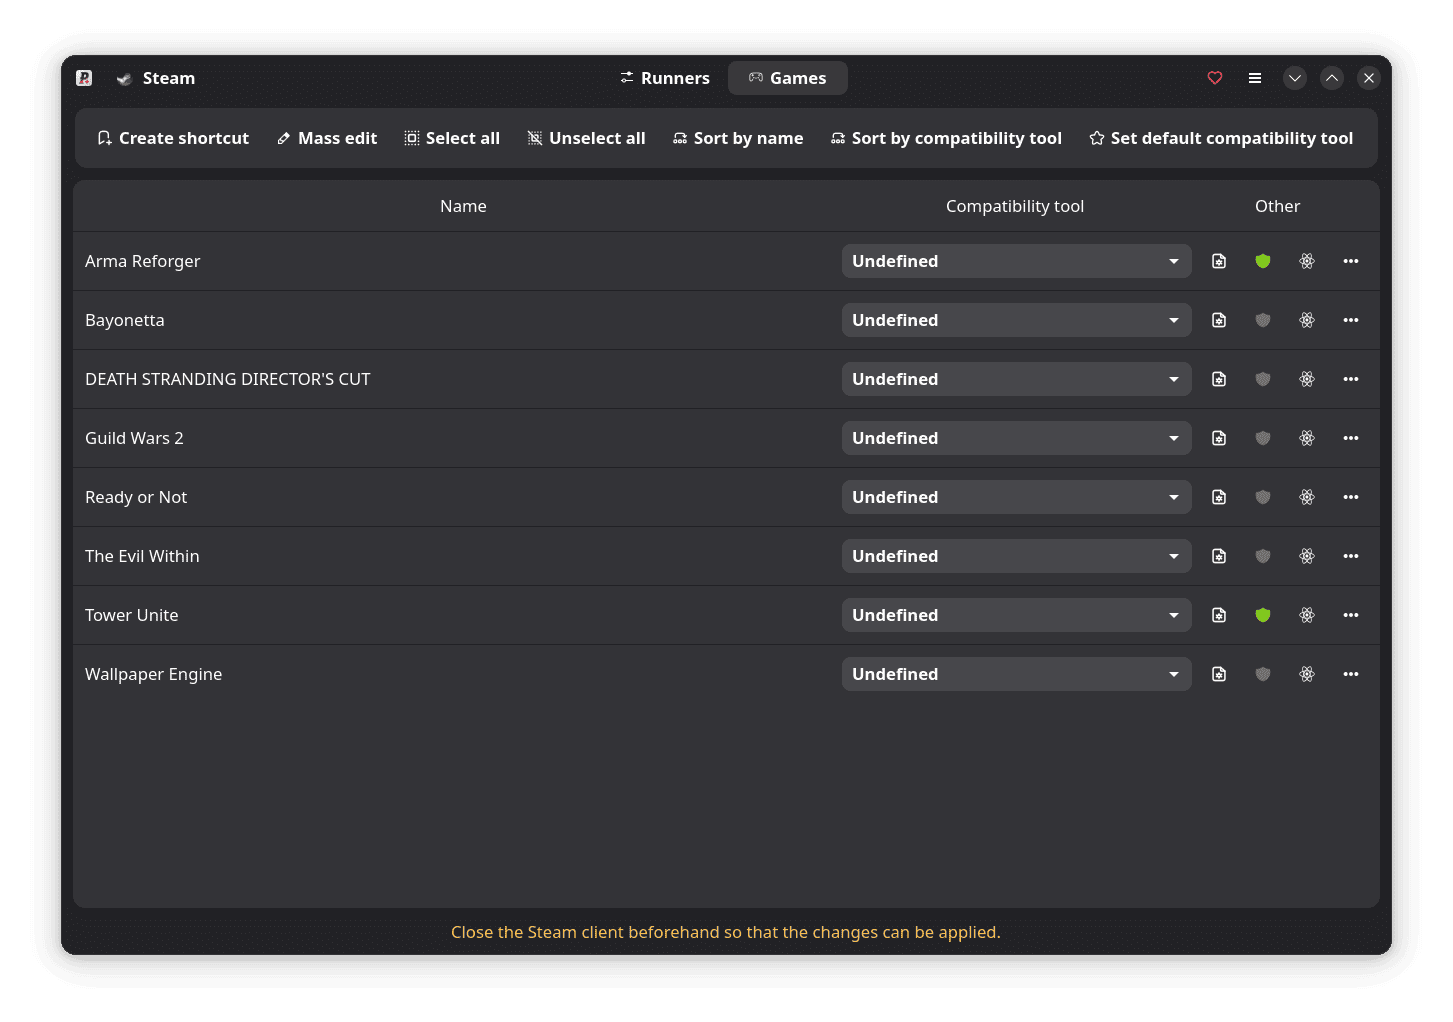 Steam
Runners
Games
Create shortcut
Mass edit
Select all
Unselect all
Sort by name
Sort by compatibility tool
Set default compatibility tool
Name
Compatibility tool
Other
Arma Reforger
Undefined
Bayonetta
Undefined
DEATH STRANDING DIRECTOR'S CUT
Undefined
Guild Wars 2
Undefined
Ready or Not
Undefined
The Evil Within
Undefined
Tower Unite
Undefined
Wallpaper Engine
Undefined
Close the Steam client beforehand so that the changes can be applied.